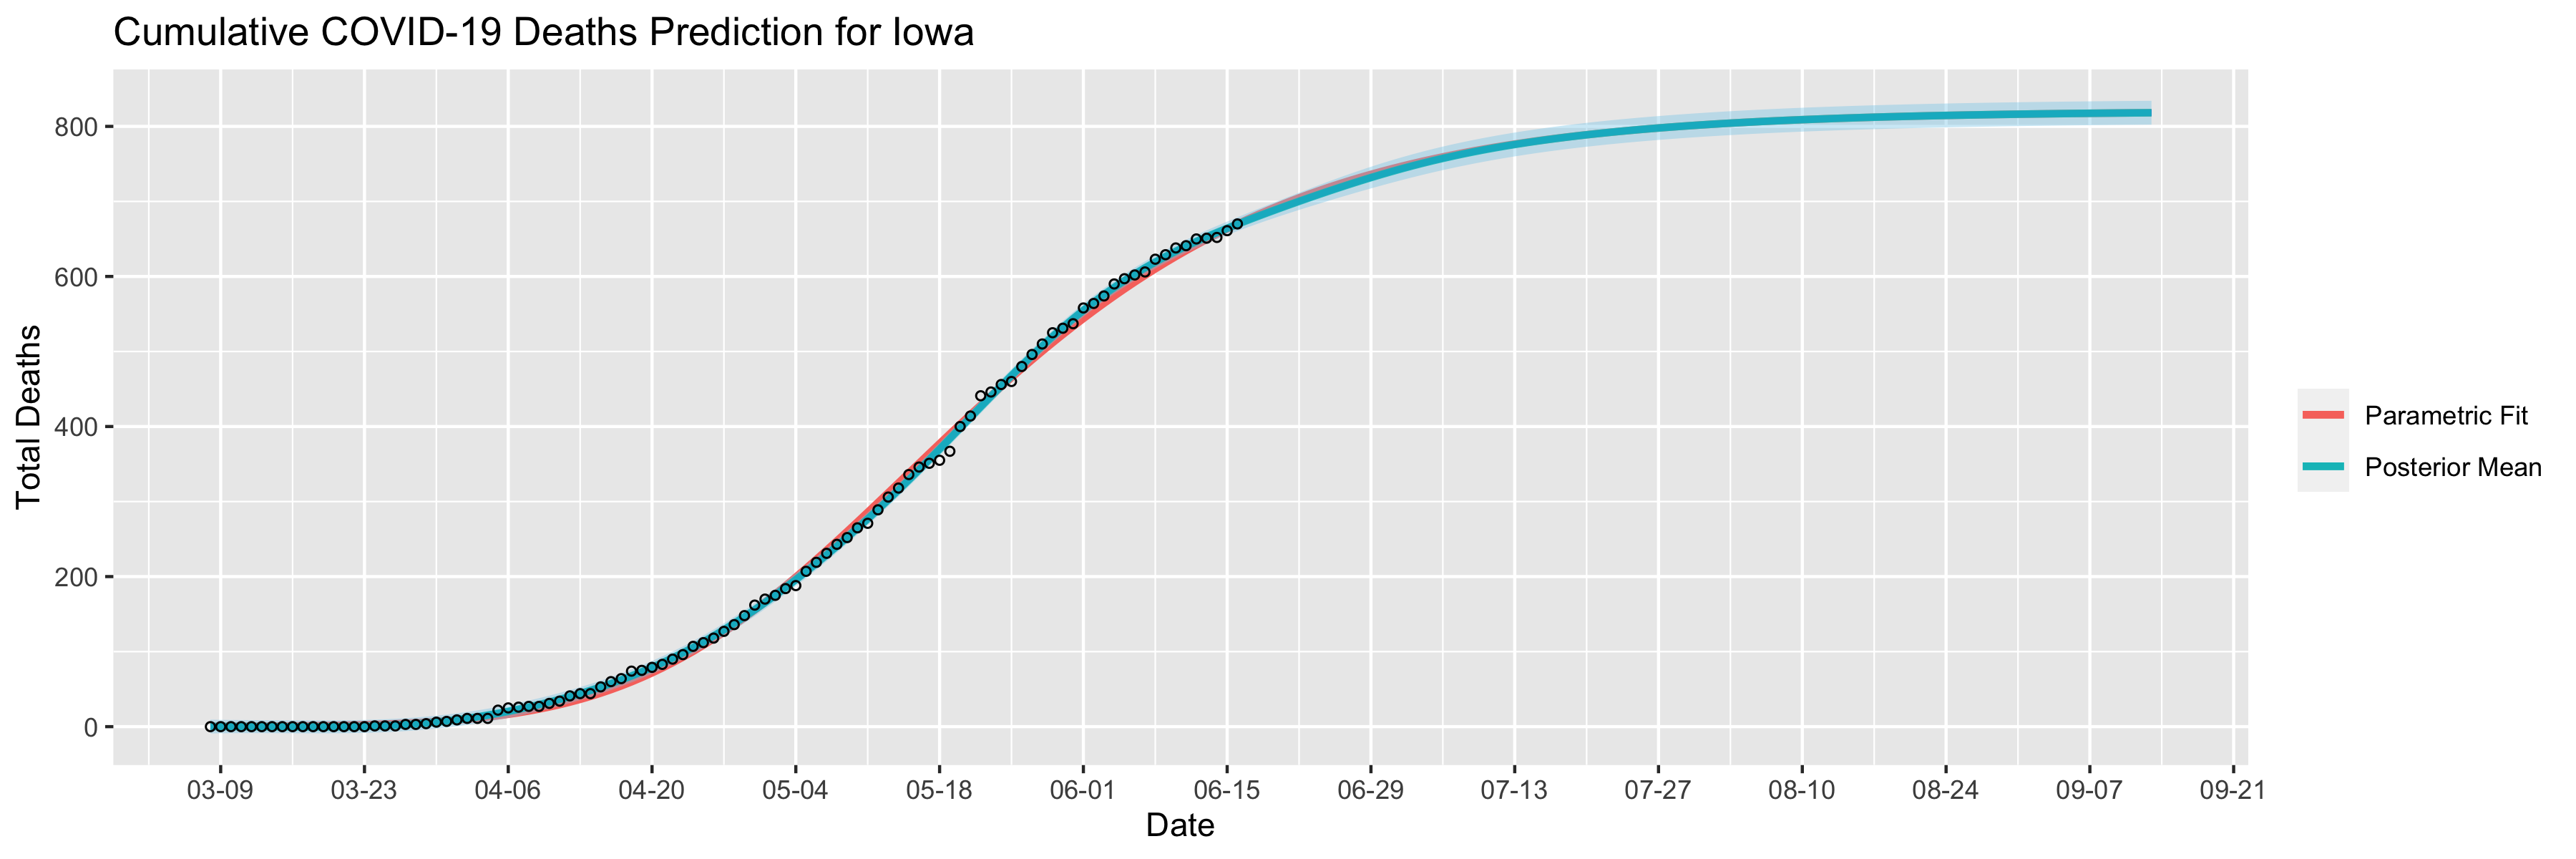 Cumulative COVID-19 Deaths Prediction for Iowa
Total Deaths
800
600
400
200
0
03-09 03-23 04-06 04-20 05-04 05-18 06-01 06-15 06-29 07-13 07-27 08-10 08-24 09-07 09-21
Date
Parametric Fit
Posterior Mean